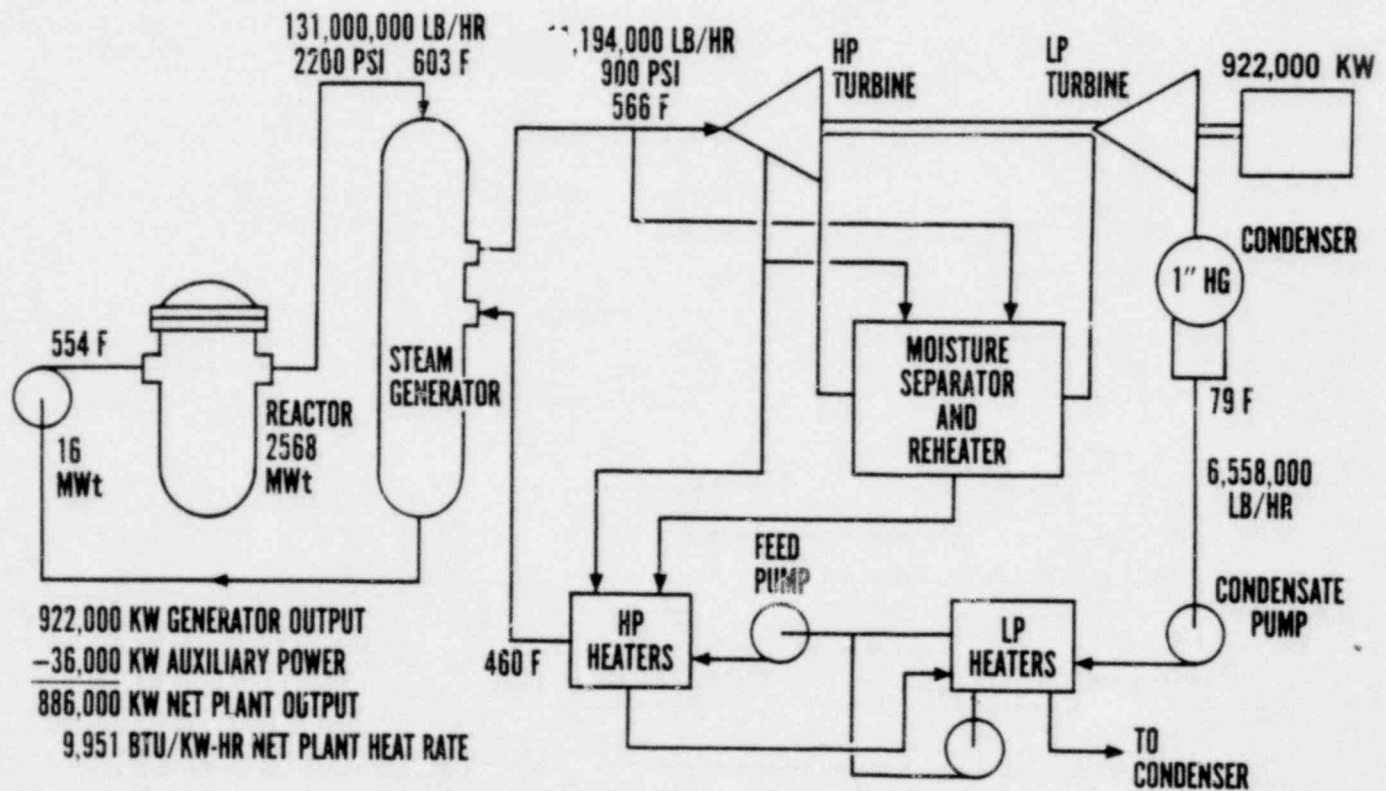 131,000,000 LB/HR
2200 PSI 603 F
,194,000 LB/HR
900 PSI
566 F
HP
TURBINE
LP
TURBINE
922,000 KW
CONDENSER
1" HG
79 F
6,558,000
LB/HR
CONDENSATE
PUMP
MOISTURE
SEPARATOR
AND
REHEATER
STEAM
GENERATOR
554 F
16
MWt
REACTOR
2568
MWt
FEED
PUMP
HP
HEATERS
460 F
LP
HEATERS
TO
CONDENSER
922,000 KW GENERATOR OUTPUT
–36,000 KW AUXILIARY POWER
886,000 KW NET PLANT OUTPUT
9,951 BTU/KW-HR NET PLANT HEAT RATE